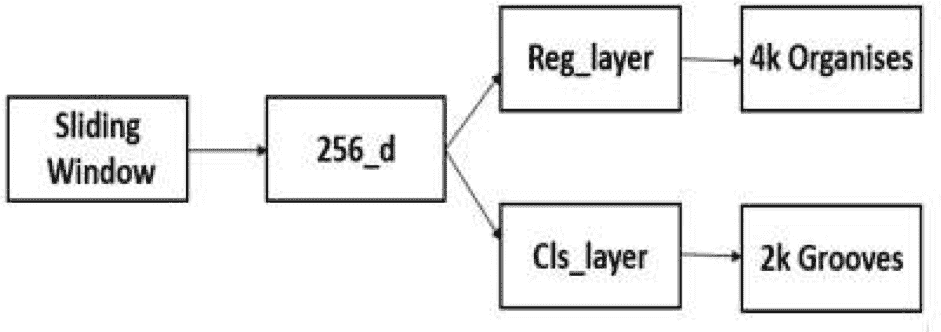 Sliding
Window
256_d
Reg_layer
4k Organises
Cls_layer
2k Grooves